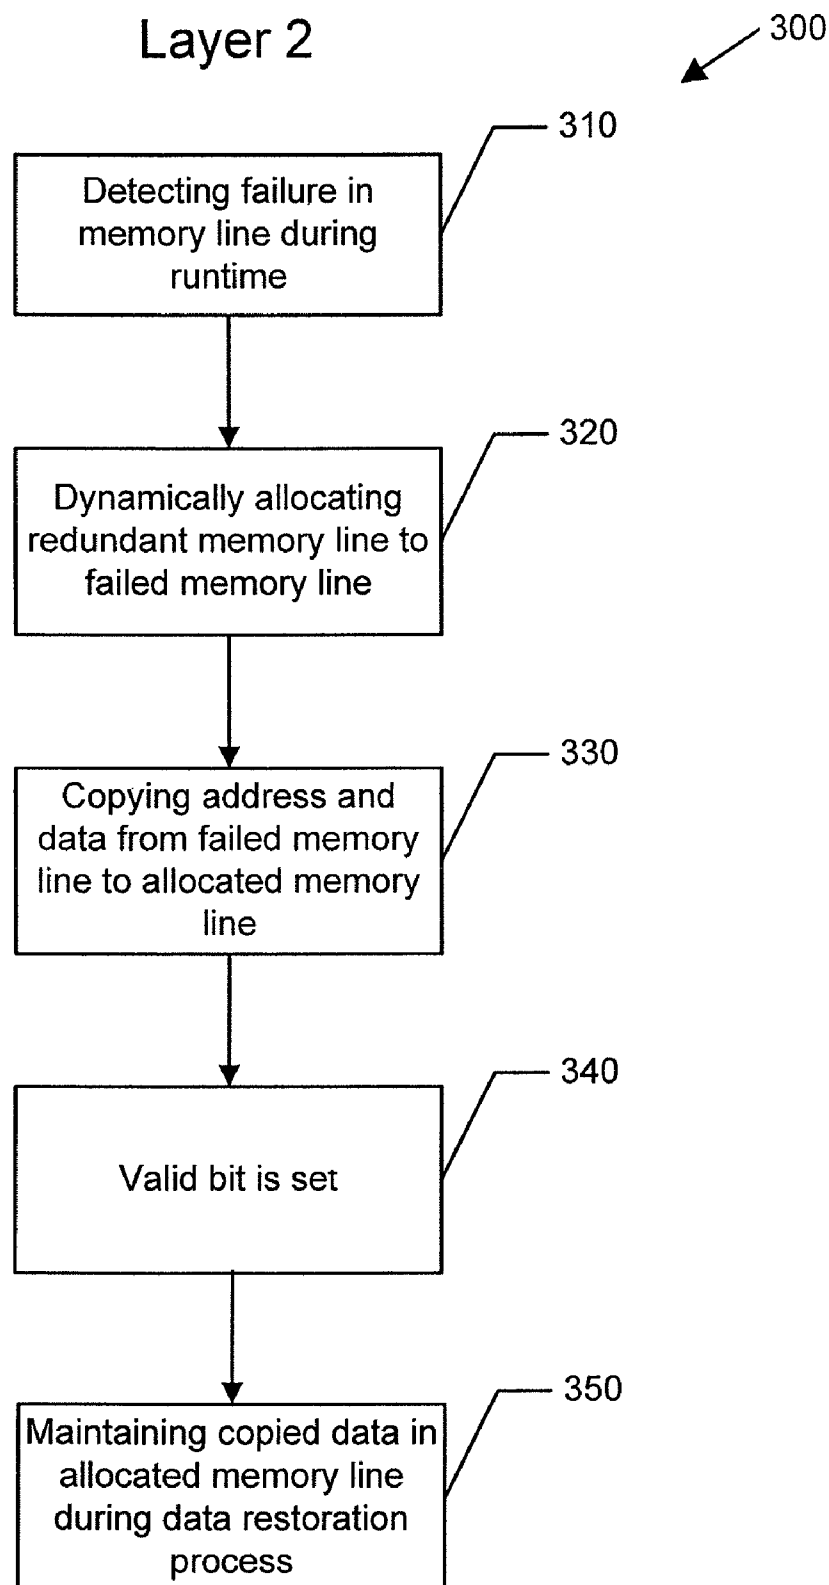 Layer 2
300
310
Detecting failure in
memory line during
runtime
320
Dynamically allocating
redundant memory line to
failed memory line
330
Copying address and
data from failed memory
line to allocated memory
line
340
Valid bit is set
350
Maintaining copied data in
allocated memory line
during data restoration
process